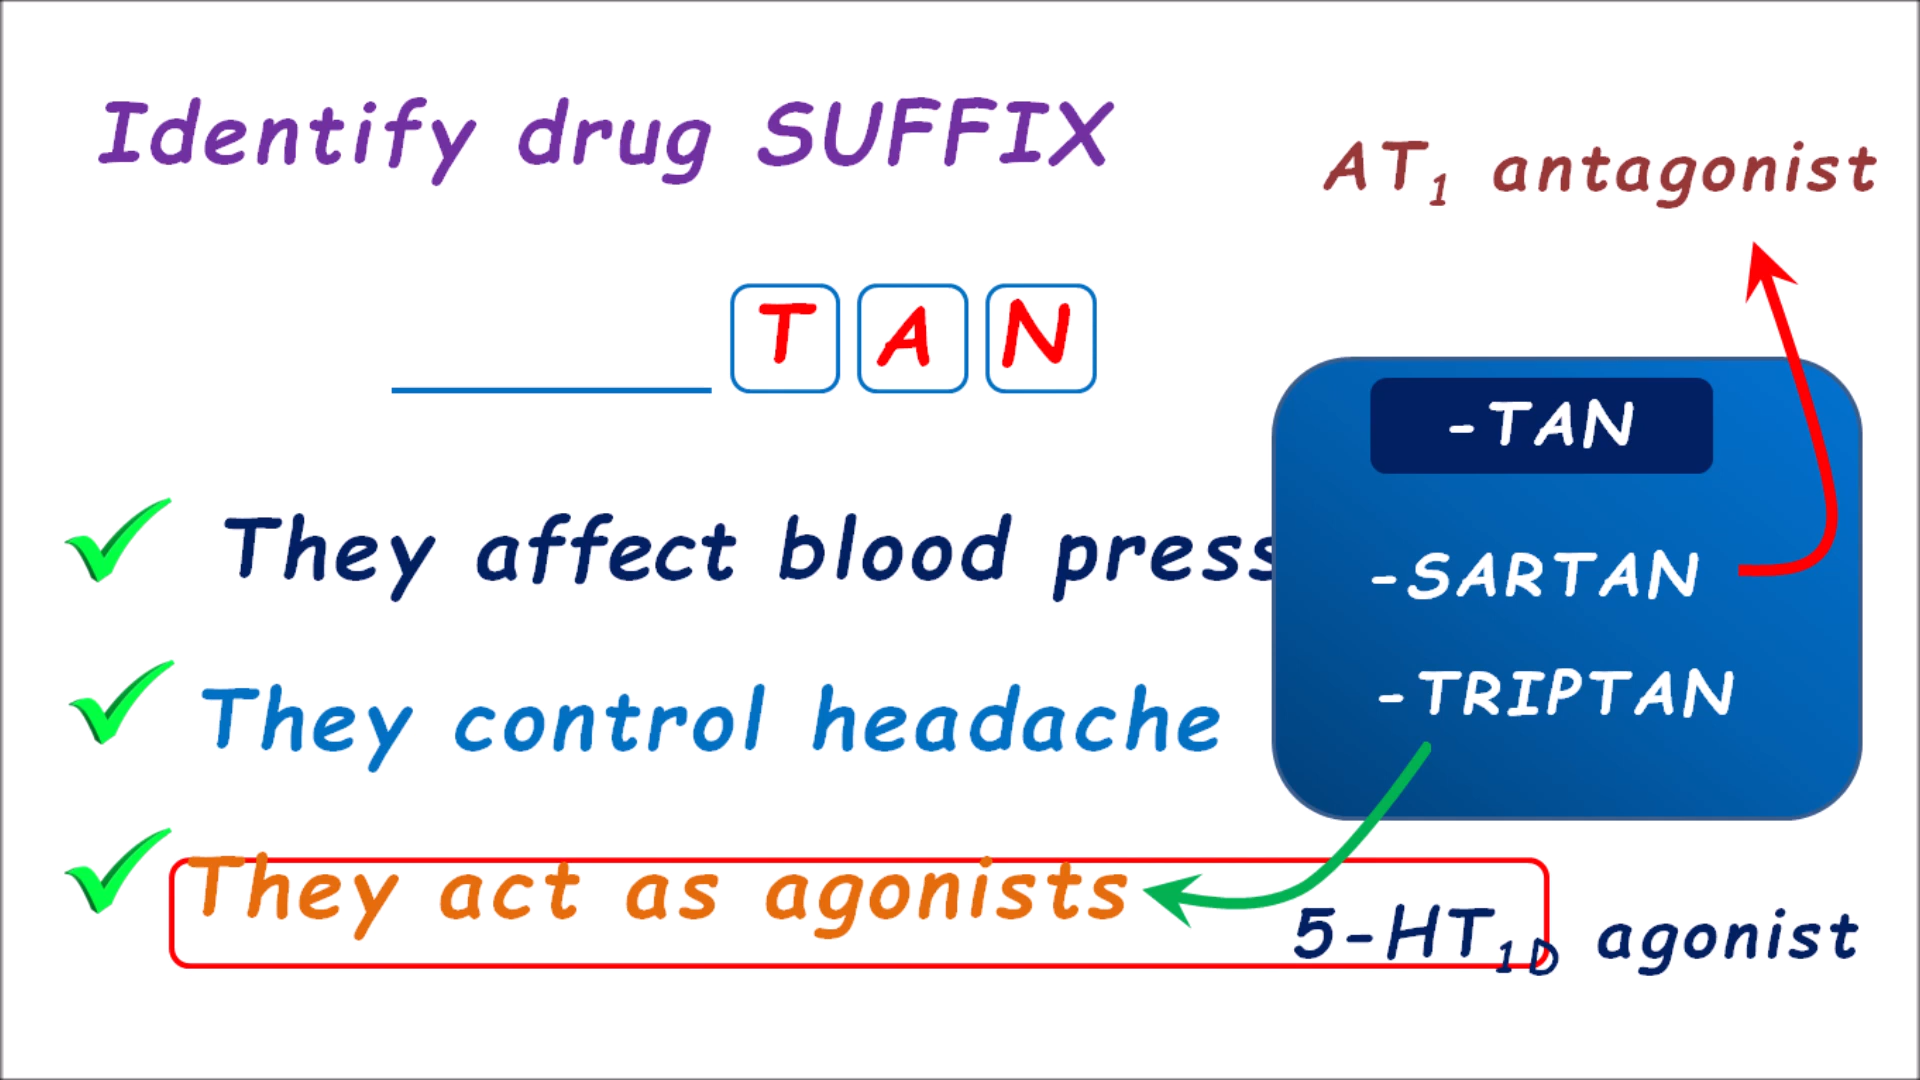 Identify drug SUFFIX
AT₁ antagonist
TAN
-TAN
They affect blood press
-SARTAN
They control headache
-TRIPTAN
They act as agonists
5-HT₁D agonist